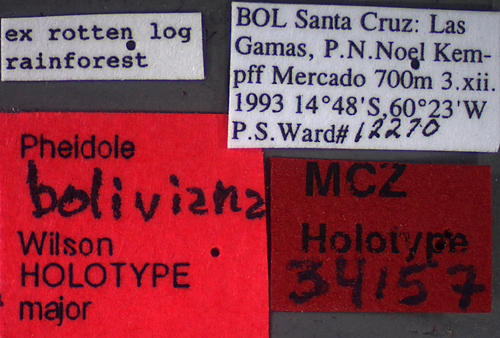 ex rotten log
rainforest
BOL Santa Cruz: Las
Gamas, P.N.Noel Kem-
pff Mercado 700m 3.xii.
1993 14°48'S,60°23'W
P.S.Ward# 12270
Pheidole
boliviana
Wilson
HOLOTYPE
major
MCZ
Holotype
34157